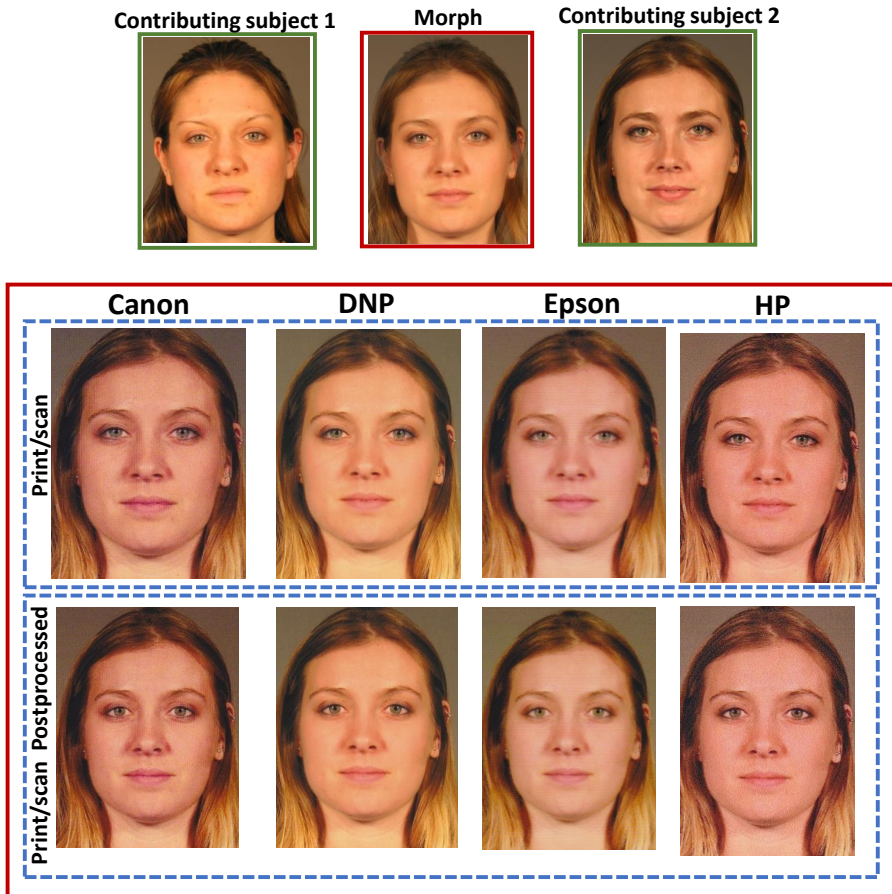 Contributing subject 1
Morph
Contributing subject 2
Canon
DNP
Epson
HP
Print/scan
Print/scan Postprocessed